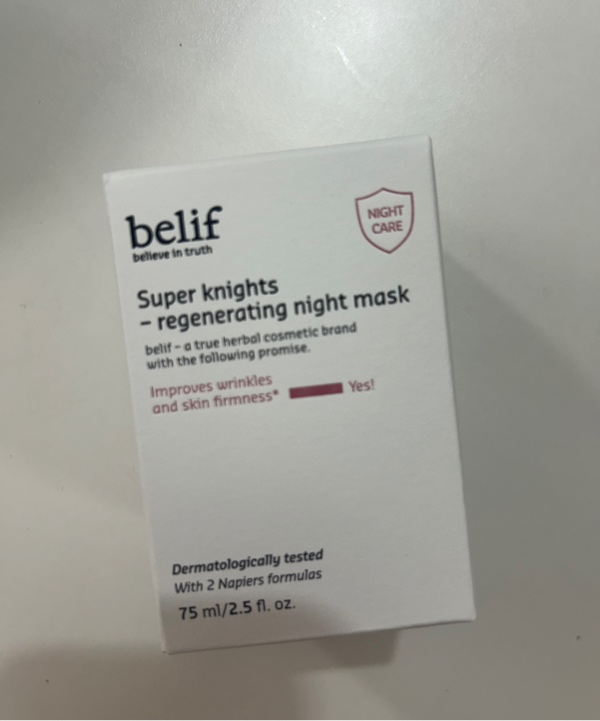 belif
believe in truth
NIGHT
CARE
Super knights
– regenerating night mask
belif – a true herbal cosmetic brand
with the following promise.
Improves wrinkles
and skin firmness*
Yes!
Dermatologically tested
With 2 Napiers formulas
75 ml/2.5 fl. oz.